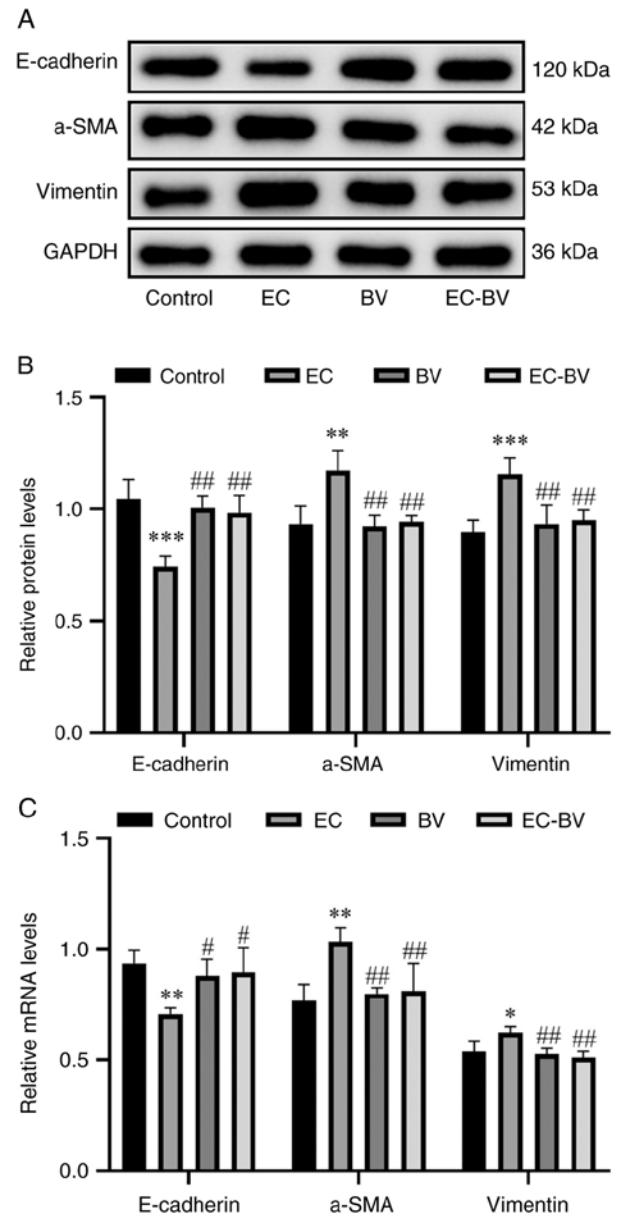 A
E-cadherin 120 kDa
a-SMA 42 kDa
Vimentin 53 kDa
GAPDH 36 kDa
Control EC BV EC-BV
B
Control EC BV EC-BV
Relative protein levels
1.5
1.0
0.5
0.0
*** ## ##
** ## ##
*** ## ##
E-cadherin a-SMA Vimentin
C
Control EC BV EC-BV
Relative mRNA levels
1.5
1.0
0.5
0.0
** # #
** ## ##
* ## ##
E-cadherin a-SMA Vimentin